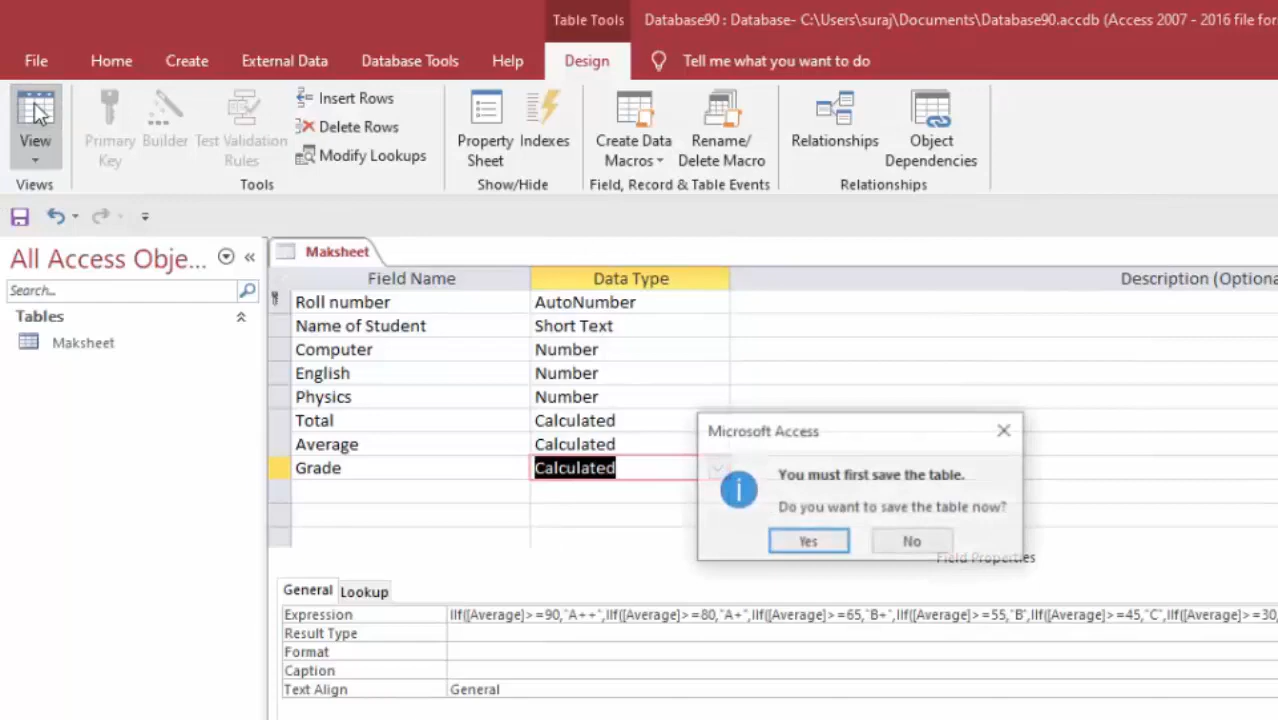 Table Tools
Database90 : Database- C:\Users\suraj\Documents\Database90.accdb (Access 2007 - 2016 file for
File Home Create External Data Database Tools Help Design Tell me what you want to do
View
Views
Primary Key
Builder
Test Validation Rules
Insert Rows
Delete Rows
Modify Lookups
Tools
Property Sheet
Indexes
Show/Hide
Create Data Macros
Rename/ Delete Macro
Field, Record & Table Events
Relationships
Object Dependencies
Relationships
All Access Obje...
Search...
Tables
Maksheet
Maksheet
Field Name Data Type Description (Optiona
Roll number AutoNumber
Name of Student Short Text
Computer Number
English Number
Physics Number
Total Calculated
Average Calculated
Grade Calculated
Microsoft Access
You must first save the table.
Do you want to save the table now?
Yes No
Field Properties
General Lookup
Expression IIf([Average]>=90,"A++",IIf([Average]>=80,"A+",IIf([Average]>=65,"B+",IIf([Average]>=55,"B",IIf([Average]>=45,"C",IIf([Average]>=30,
Result Type
Format
Caption
Text Align General